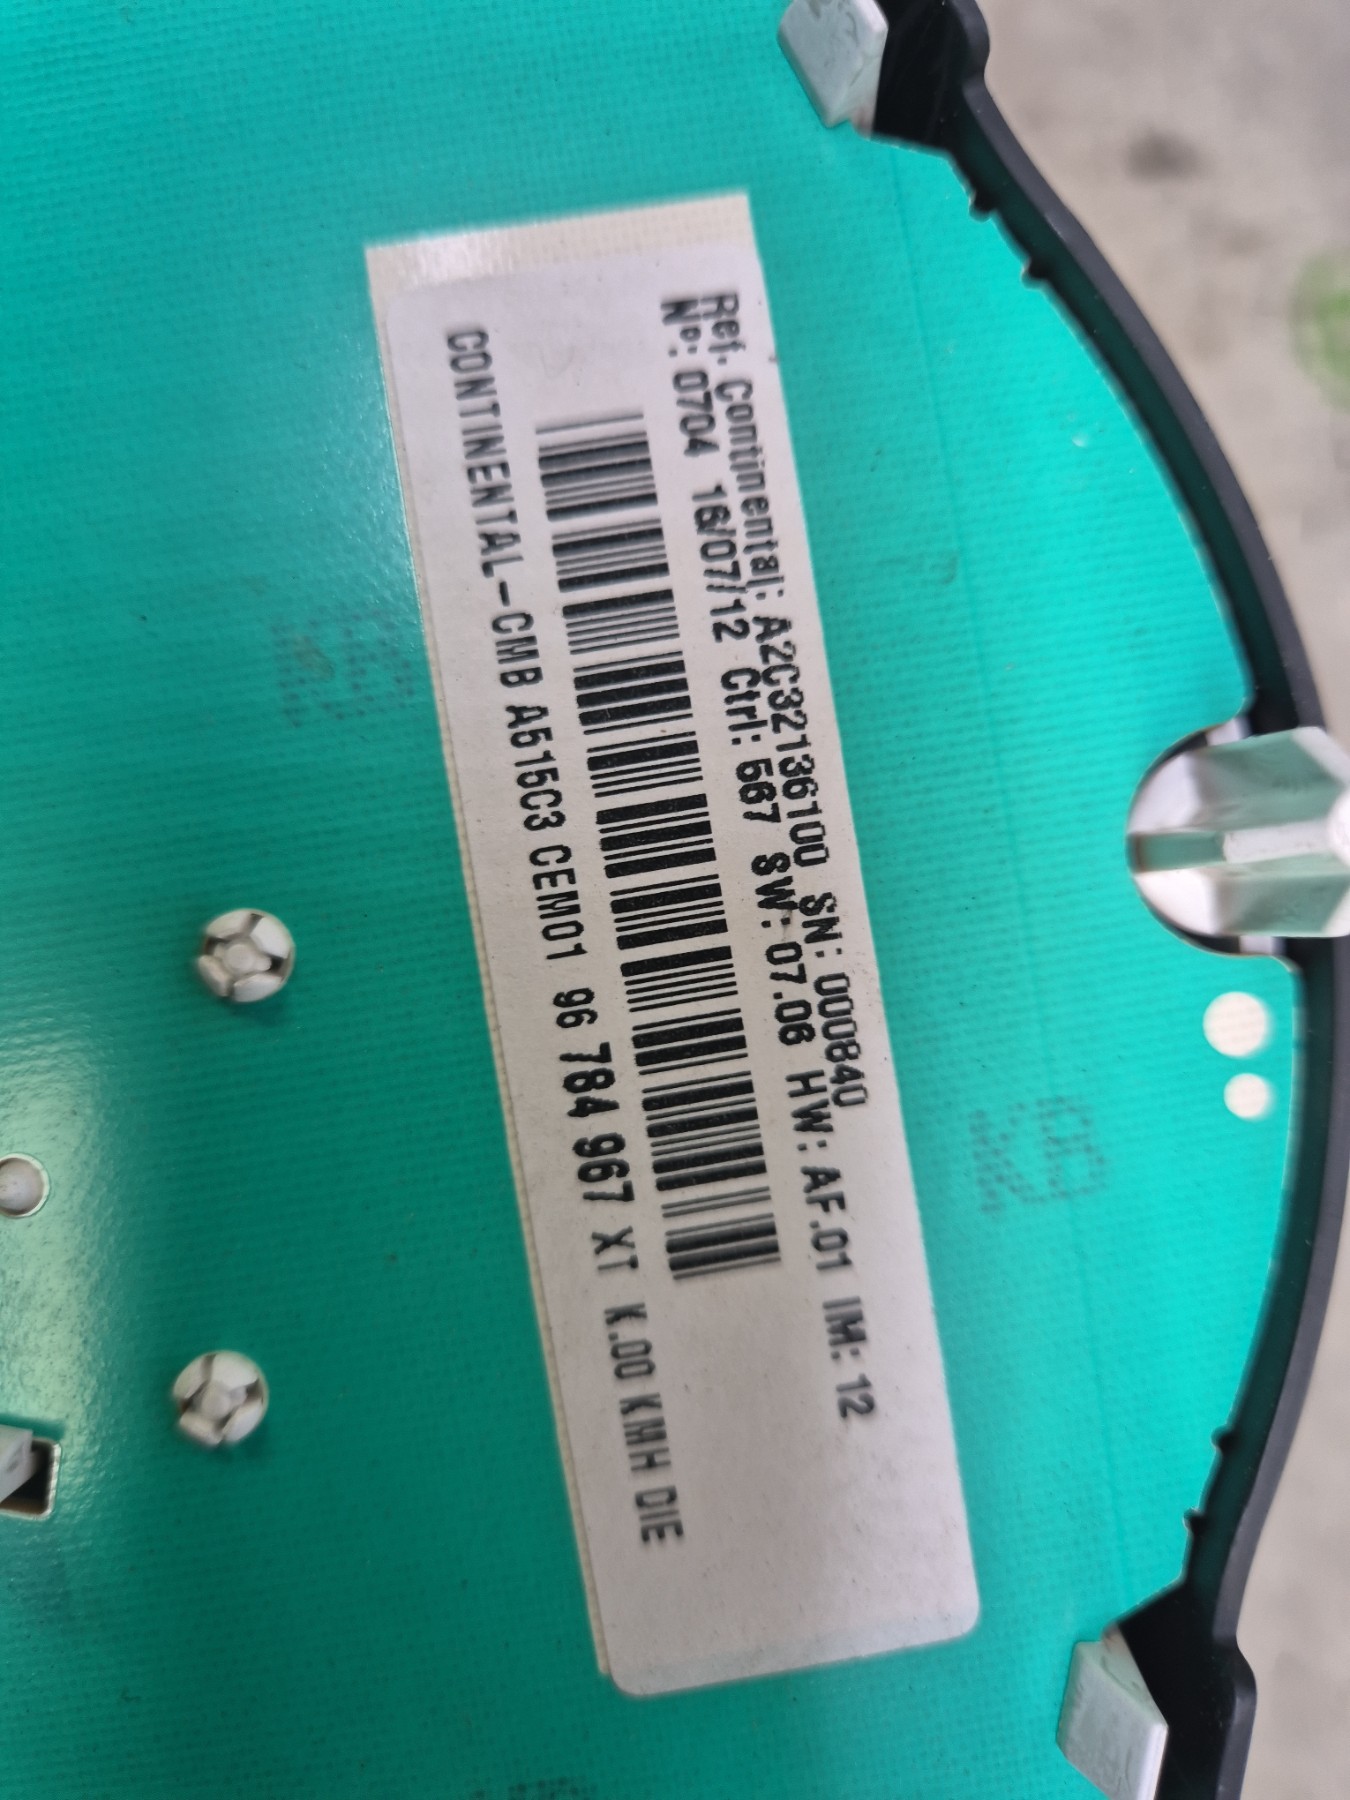 Ref. Continental: A2C32136100 SN: 000840
Nº: 0704 16/07/12 Ctrl: 567 SW: 07.06 HW: AF.01 IM: 12
CONTINENTAL-CMB A515C3 CEM01 96 784 967 XT K.00 KMH DIE